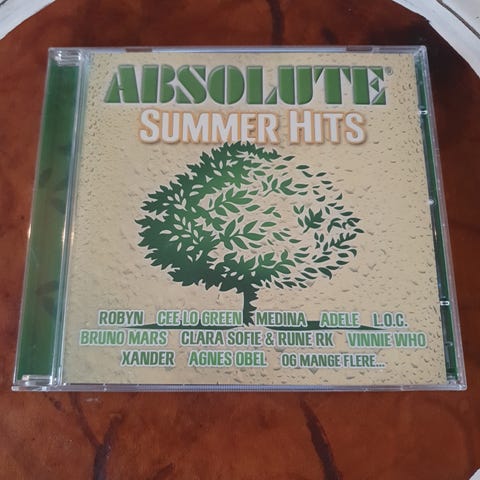 ABSOLUTE®
SUMMER HITS
ROBYN CEE LO GREEN MEDINA ADELE L.O.C.
BRUNO MARS CLARA SOFIE & RUNE RK VINNIE WHO
XANDER AGNES OBEL OG MANGE FLERE...